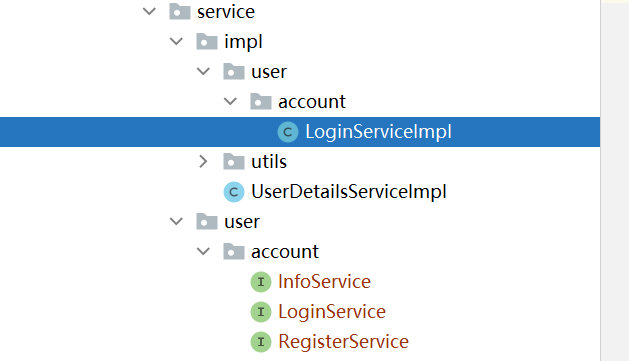 service
impl
user
account
C LoginServiceImpl
utils
C UserDetailsServiceImpl
user
account
I InfoService
I LoginService
I RegisterService